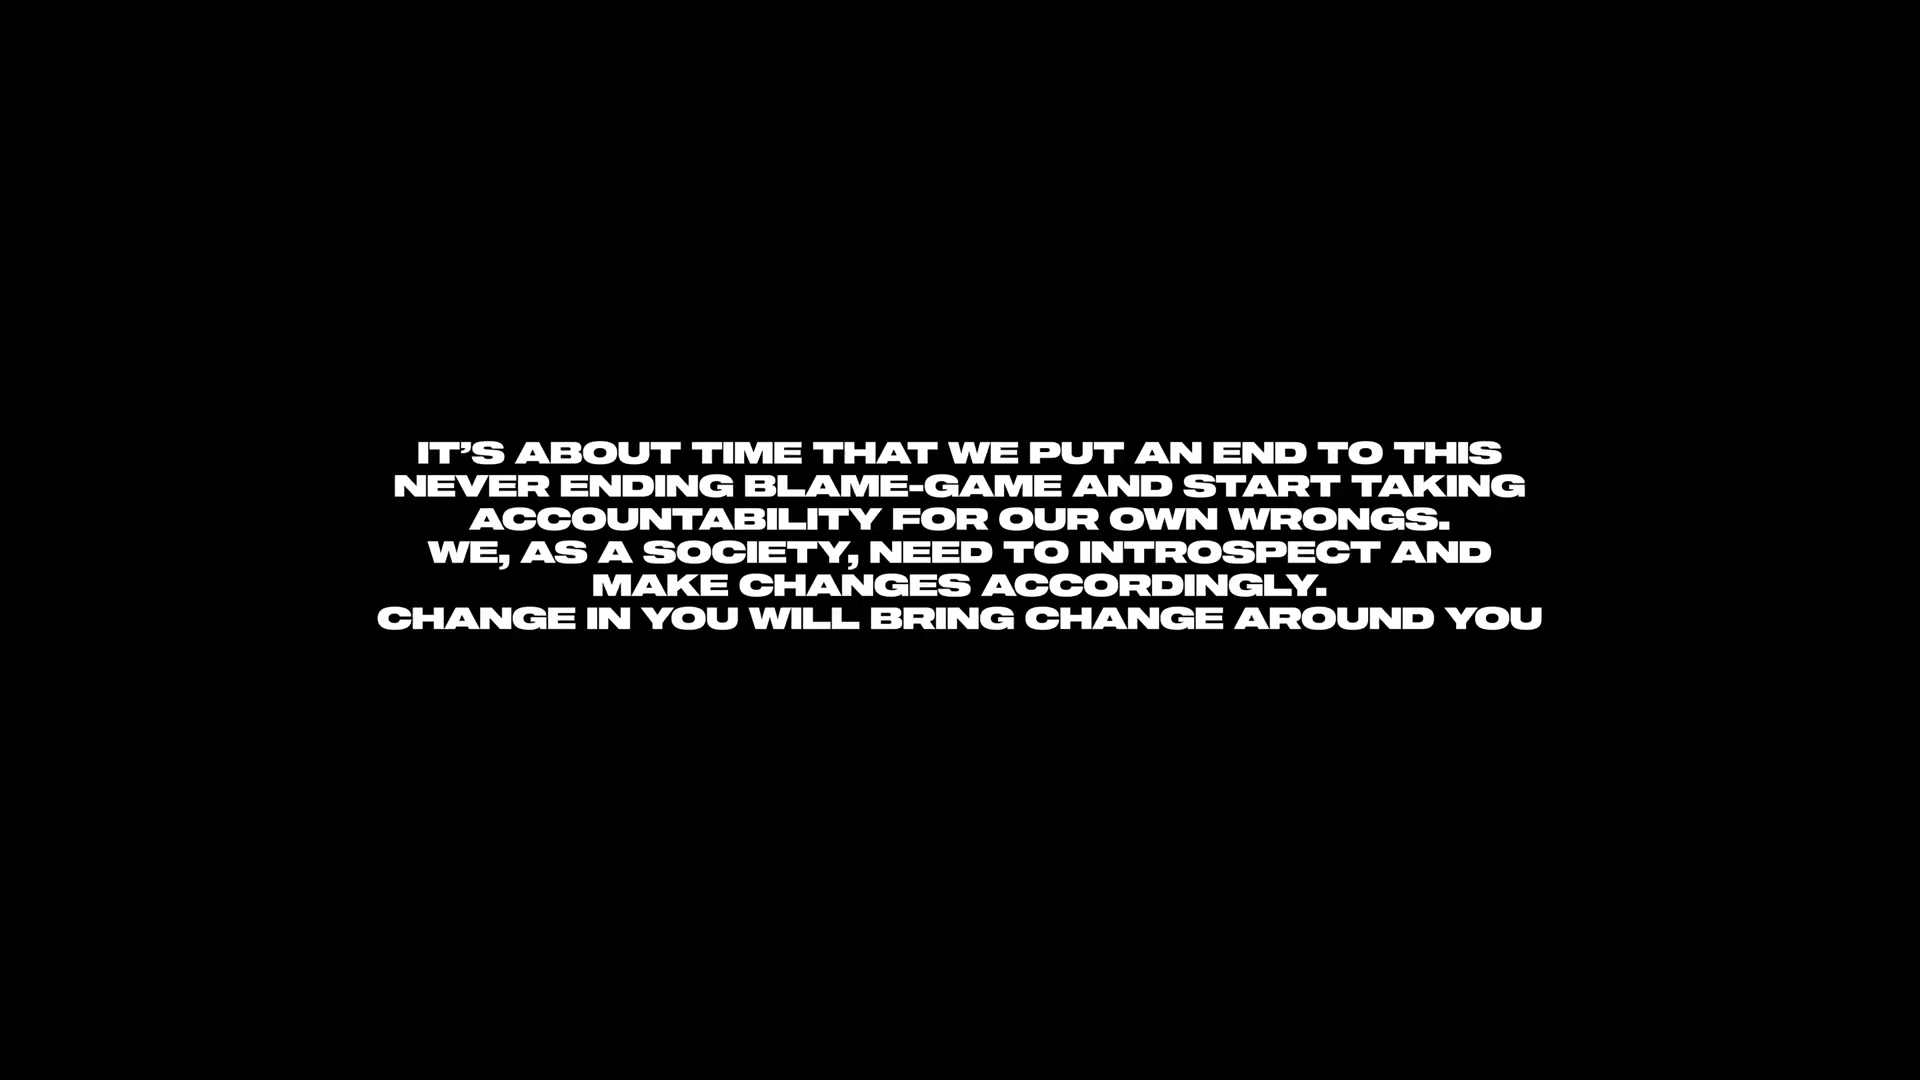 IT’S ABOUT TIME THAT WE PUT AN END TO THIS
NEVER ENDING BLAME-GAME AND START TAKING
ACCOUNTABILITY FOR OUR OWN WRONGS.
WE, AS A SOCIETY, NEED TO INTROSPECT AND
MAKE CHANGES ACCORDINGLY.
CHANGE IN YOU WILL BRING CHANGE AROUND YOU